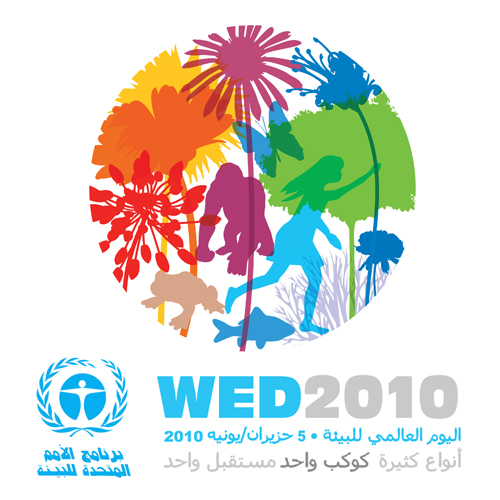 WED2010
اليوم العالمي للبيئة • 5 حزيران/يونيه 2010
أنواع كثيرة كوكب واحد مستقبل واحد
برنامج الأمم
المتحدة للبيئة